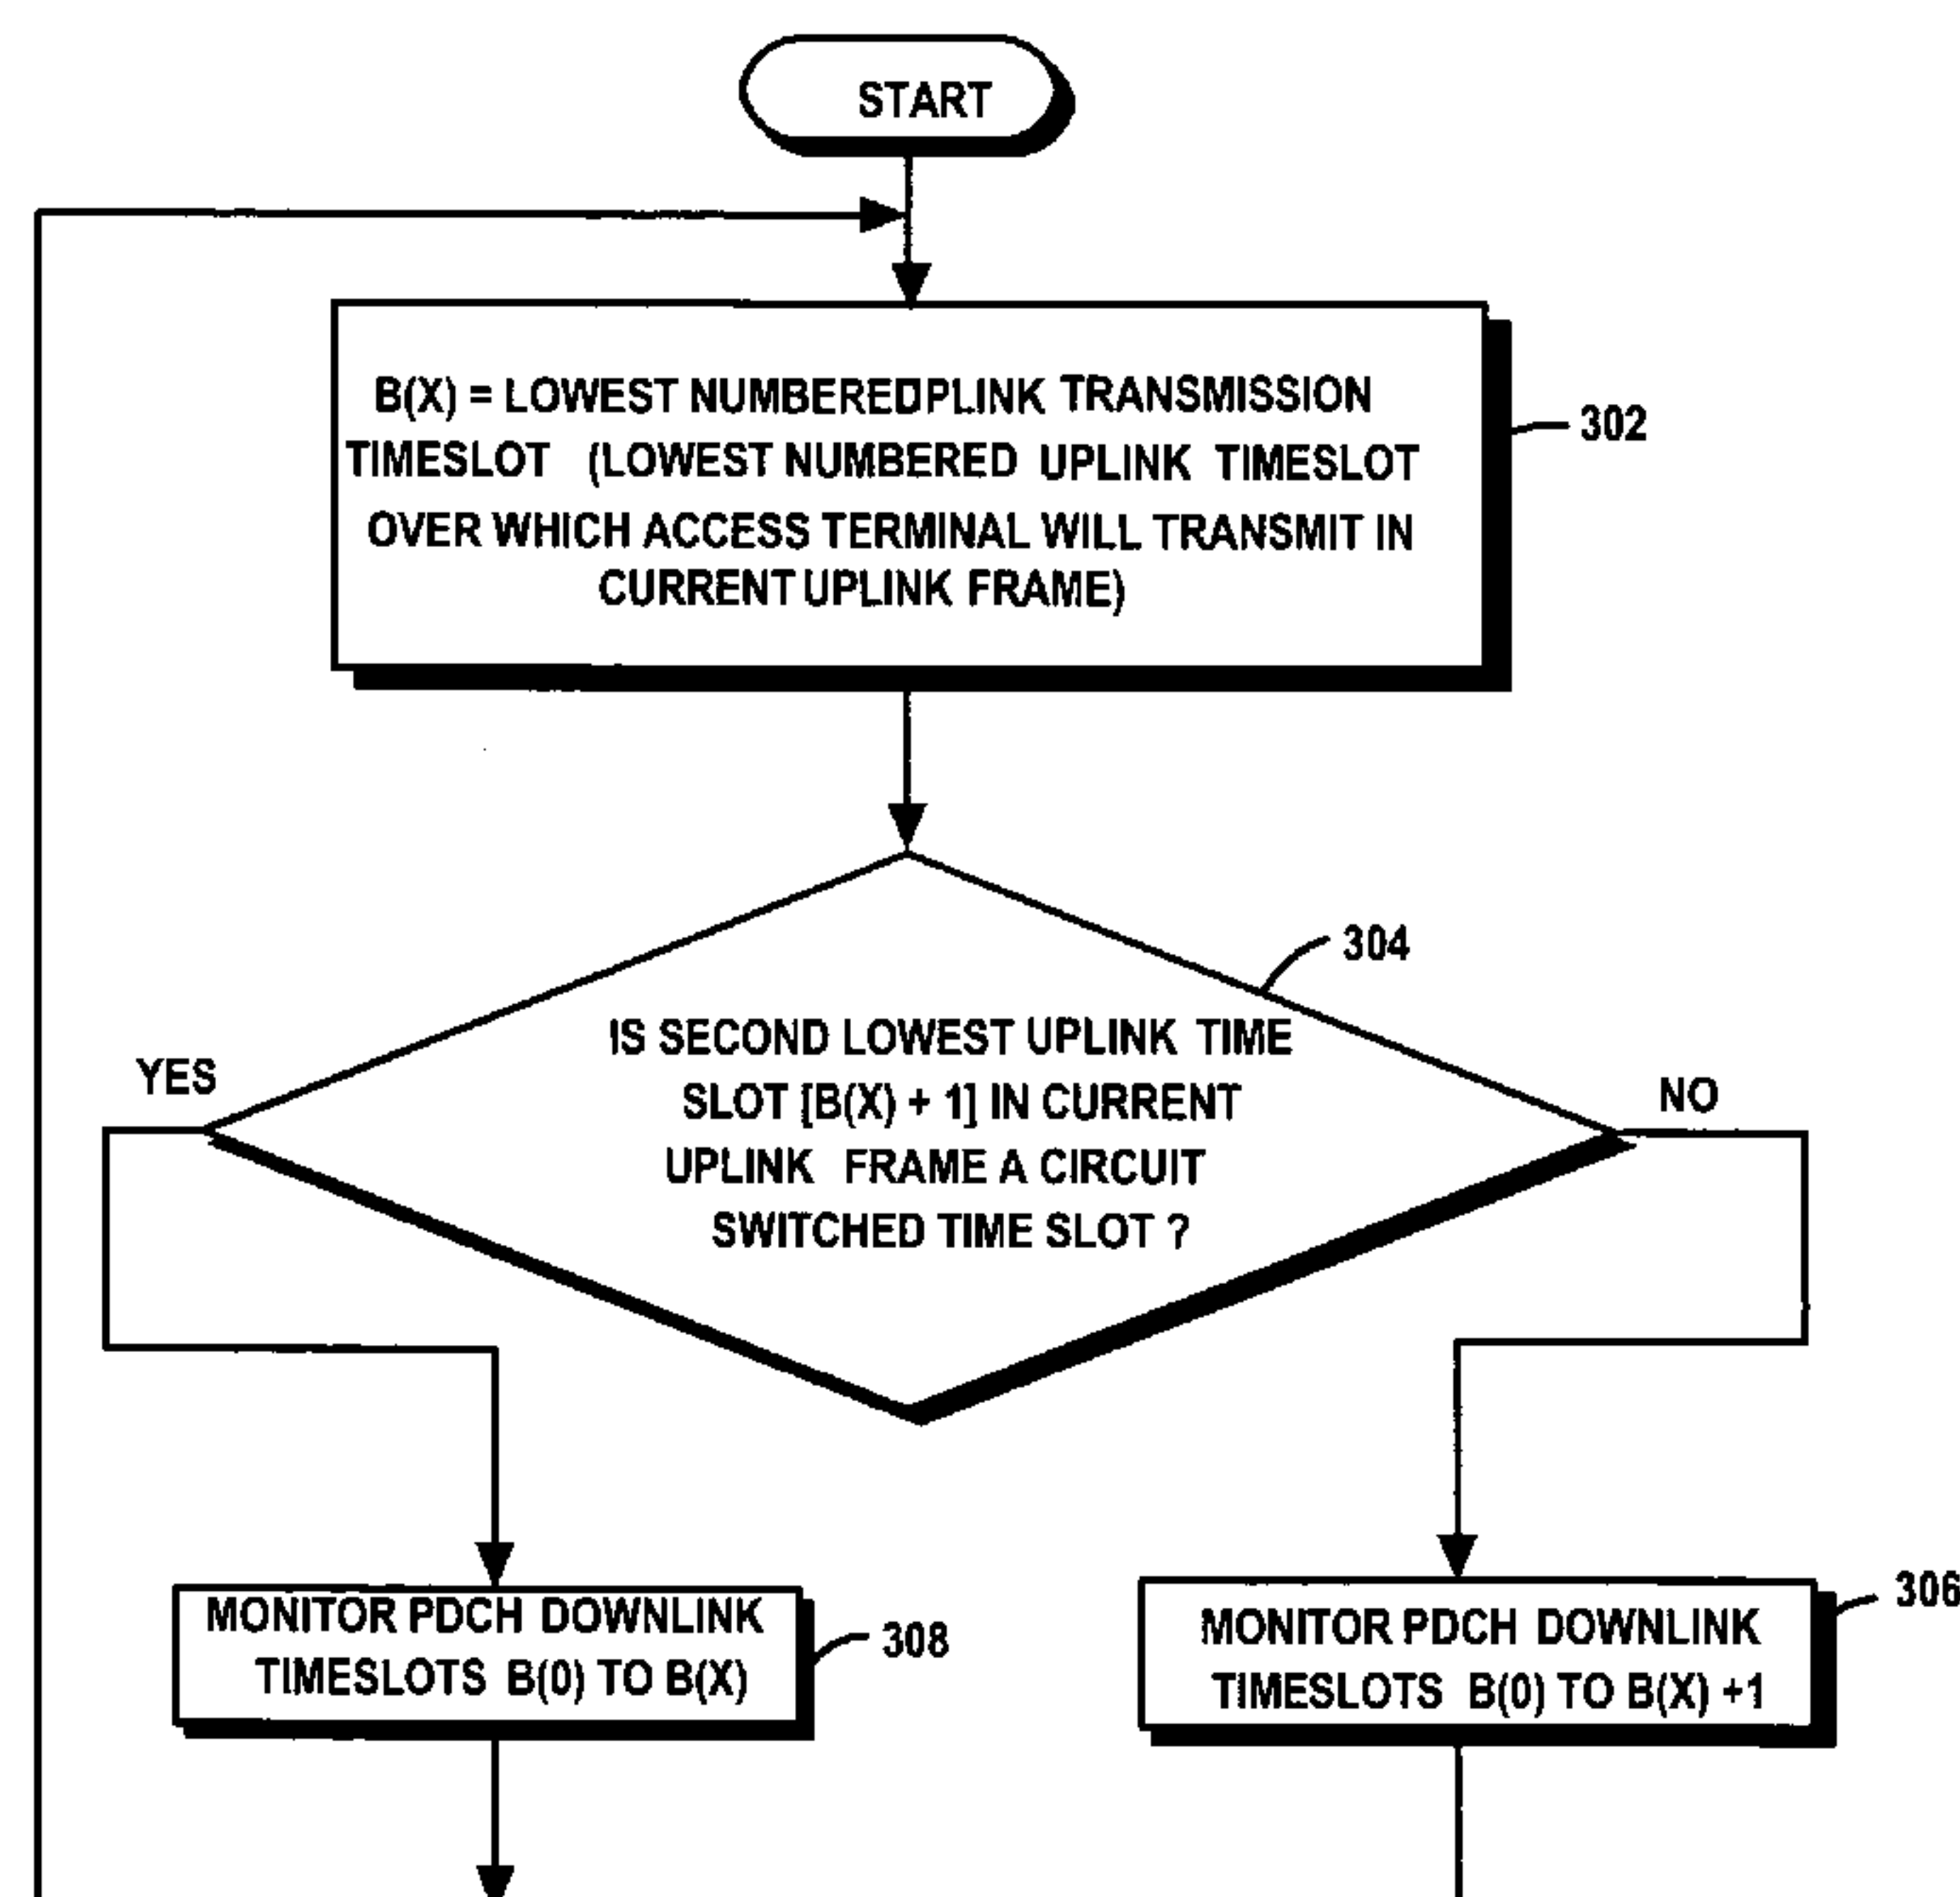 START
B(X) = LOWEST NUMBEREDPLINK TRANSMISSION
TIMESLOT (LOWEST NUMBERED UPLINK TIMESLOT
OVER WHICH ACCESS TERMINAL WILL TRANSMIT IN
CURRENT UPLINK FRAME)
302
304
IS SECOND LOWEST UPLINK TIME
SLOT [B(X) + 1] IN CURRENT
UPLINK FRAME A CIRCUIT
SWITCHED TIME SLOT ?
YES
NO
MONITOR PDCH DOWNLINK
TIMESLOTS B(0) TO B(X)
308
MONITOR PDCH DOWNLINK
TIMESLOTS B(0) TO B(X) +1
306